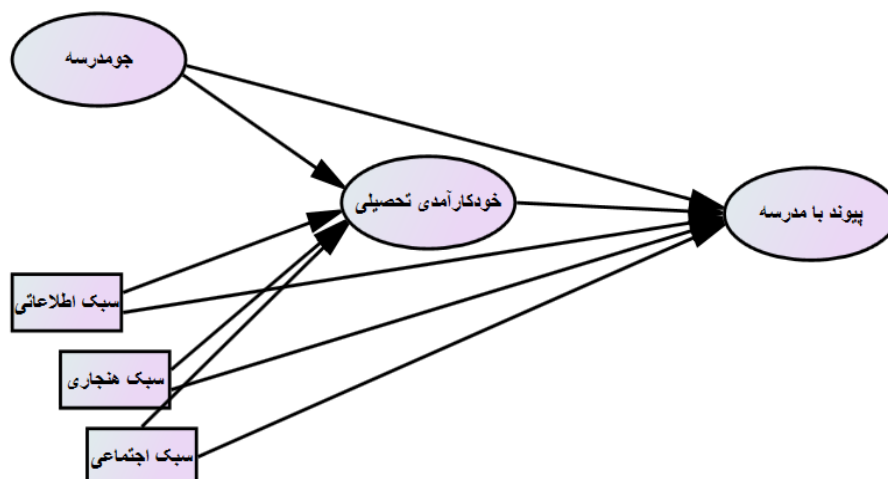 جومدرسه
خودکارآمدی تحصیلی
پیوند با مدرسه
سبک اطلاعاتی
سبک هنجاری
سبک اجتماعی